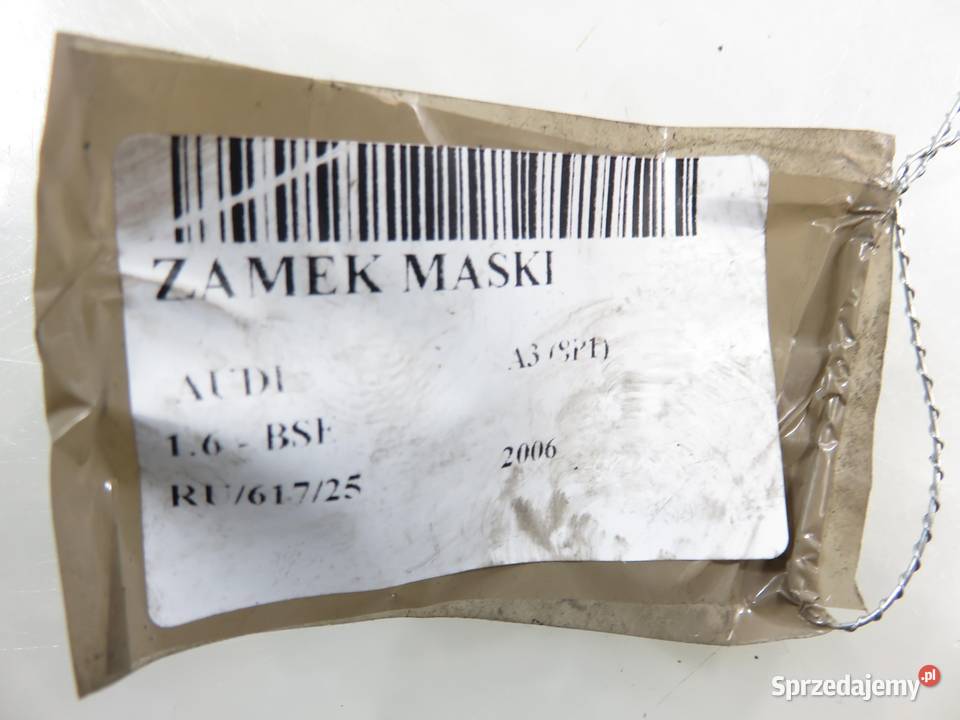 ZAMEK MASKI
AUDI A3 (8P1)
1.6 - BSE 2006
RU/617/25
Sprzedajemy.pl